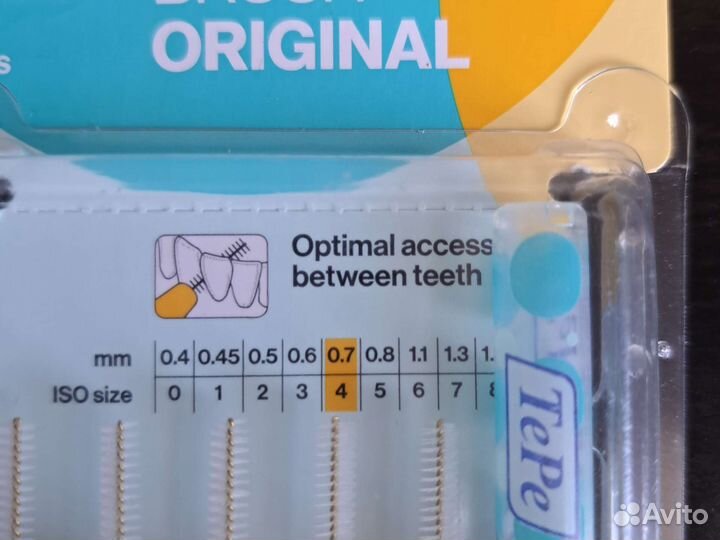 ORIGINAL
Optimal access
between teeth
mm 0.4 0.45 0.5 0.6 0.7 0.8 1.1 1.3
ISO size 0 1 2 3 4 5 6 7
TePe
Avito